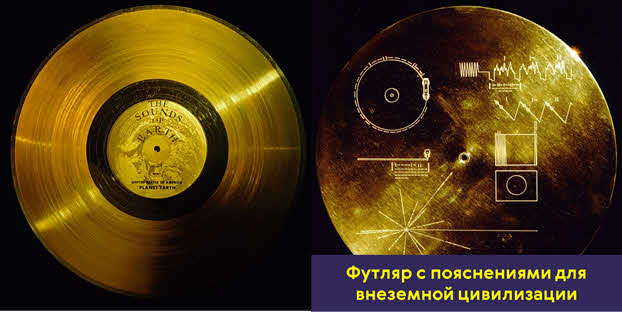 THE
SOUNDS
OF
EARTH
UNITED STATES OF AMERICA
PLANET EARTH
Футляр с пояснениями для
внеземной цивилизации